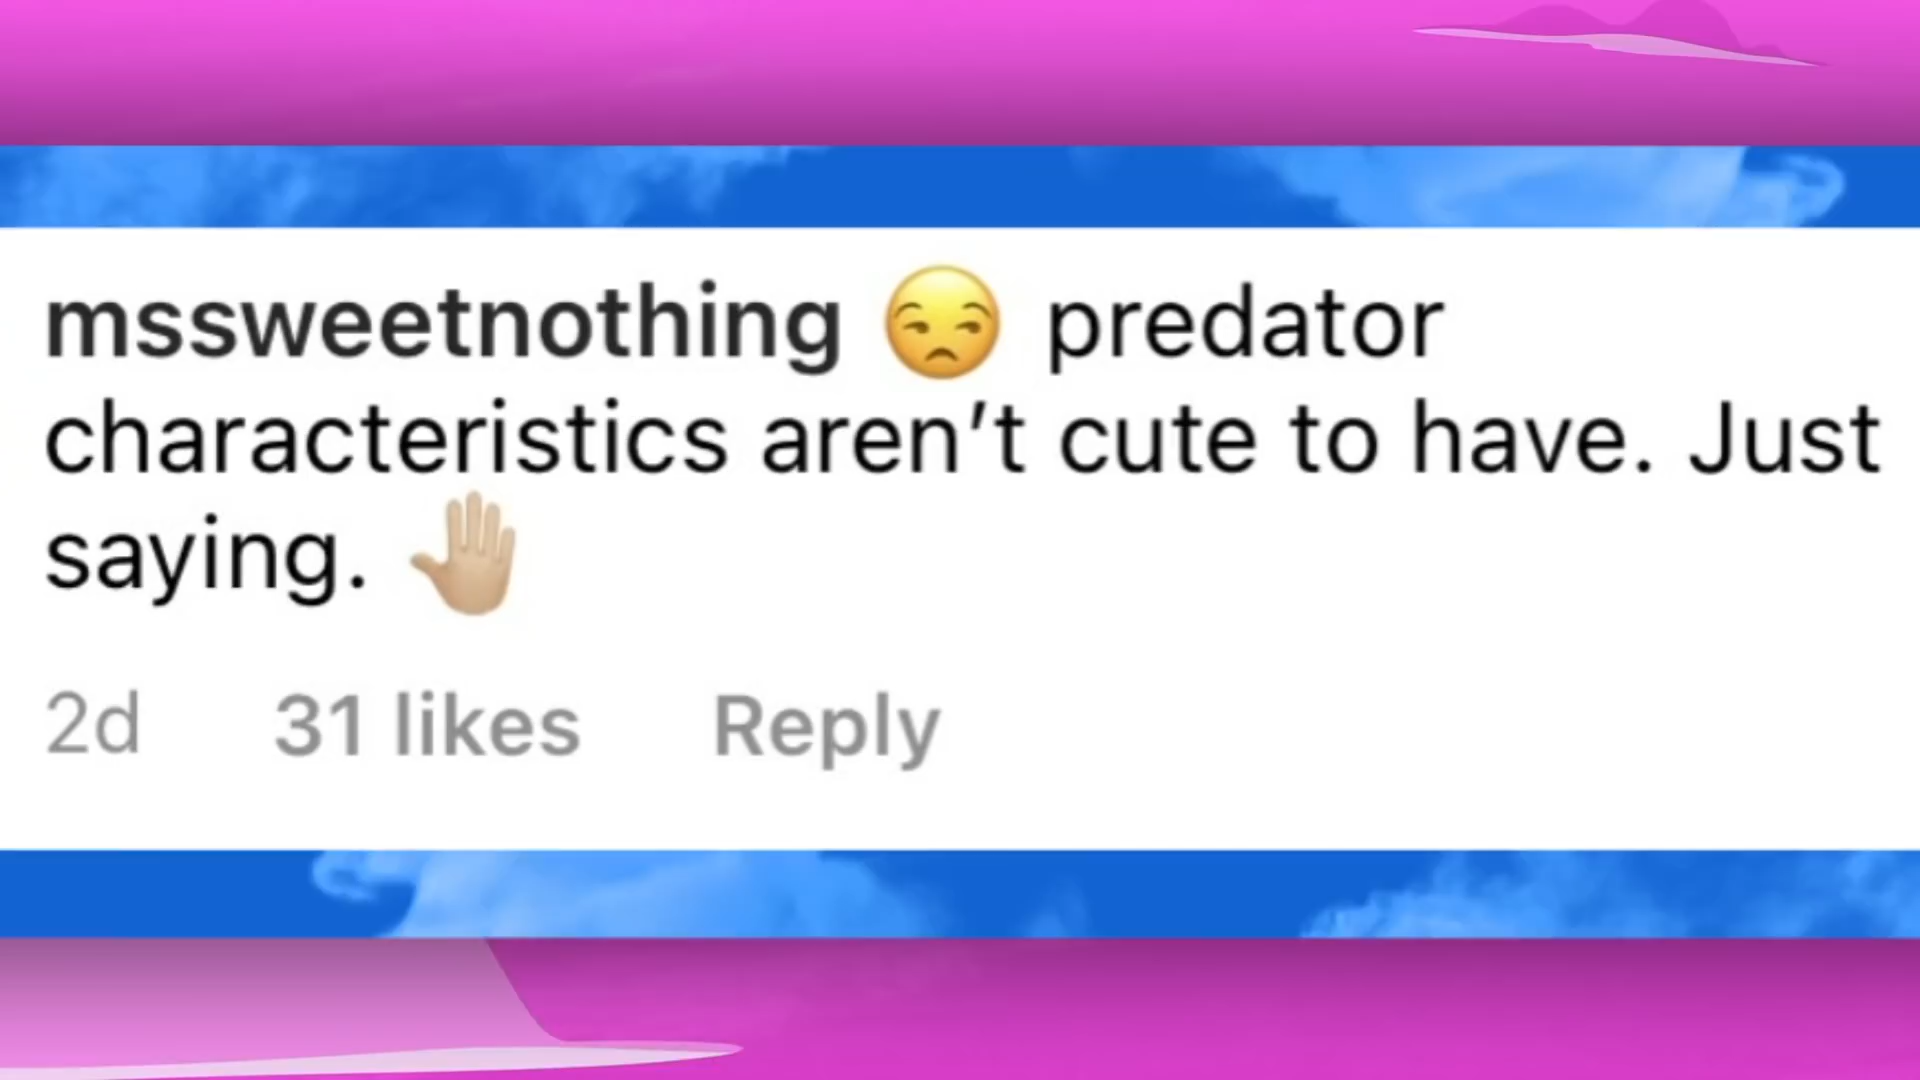 mssweetnothing 😒 predator
characteristics aren’t cute to have. Just
saying. 🤚🏼
2d 31 likes Reply